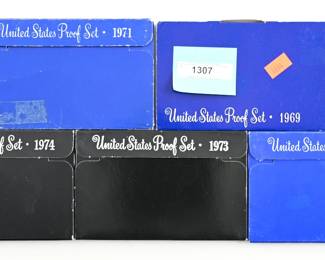 United States Proof Set · 1971
1307
United States Proof Set · 1969
f Set · 1974
United States Proof Set · 1973
United States